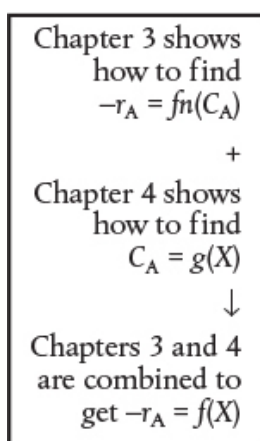 Chapter 3 shows
how to find
–rA = fn(CA)
+
Chapter 4 shows
how to find
CA = g(X)
↓
Chapters 3 and 4
are combined to
get –rA = f(X)